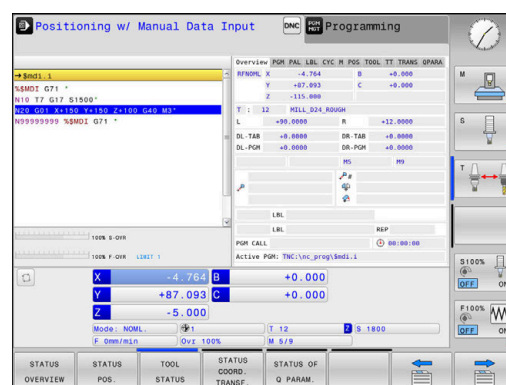 Positioning w/ Manual Data Input
DNC
PGM MGT
Programming
Overview PGM PAL LBL CYC M POS TOOL TT TRANS QPARA
RFNOML X -4.764 B +0.000
Y +87.093 C +0.000
Z -115.000
T : 12 MILL_D24_ROUGH
L +90.0000 R +12.0000
DL-TAB +0.0000 DR-TAB +0.0000
DL-PGM +0.0000 DR-PGM +0.0000
M5 M9
LBL
LBL REP
PGM CALL 00:00:00
Active PGM: TNC:\nc_prog\$mdi.i
→$mdi.i
%$MDI G71 *
N10 T7 G17 S1500*
N20 G01 X+150 Y+150 Z+100 G40 M3*
N99999999 %$MDI G71 *
100% S-OVR
100% F-OVR LIMIT 1
X -4.764 B +0.000
Y +87.093 C +0.000
Z -5.000
Mode: NOML. 1 T 12 Z S 1800
F 0mm/min Ovr 100% M 5/9
M
S
T
S100%
OFF ON
F100%
OFF ON
STATUS OVERVIEW
STATUS POS.
TOOL STATUS
STATUS COORD. TRANSF.
STATUS OF Q PARAM.